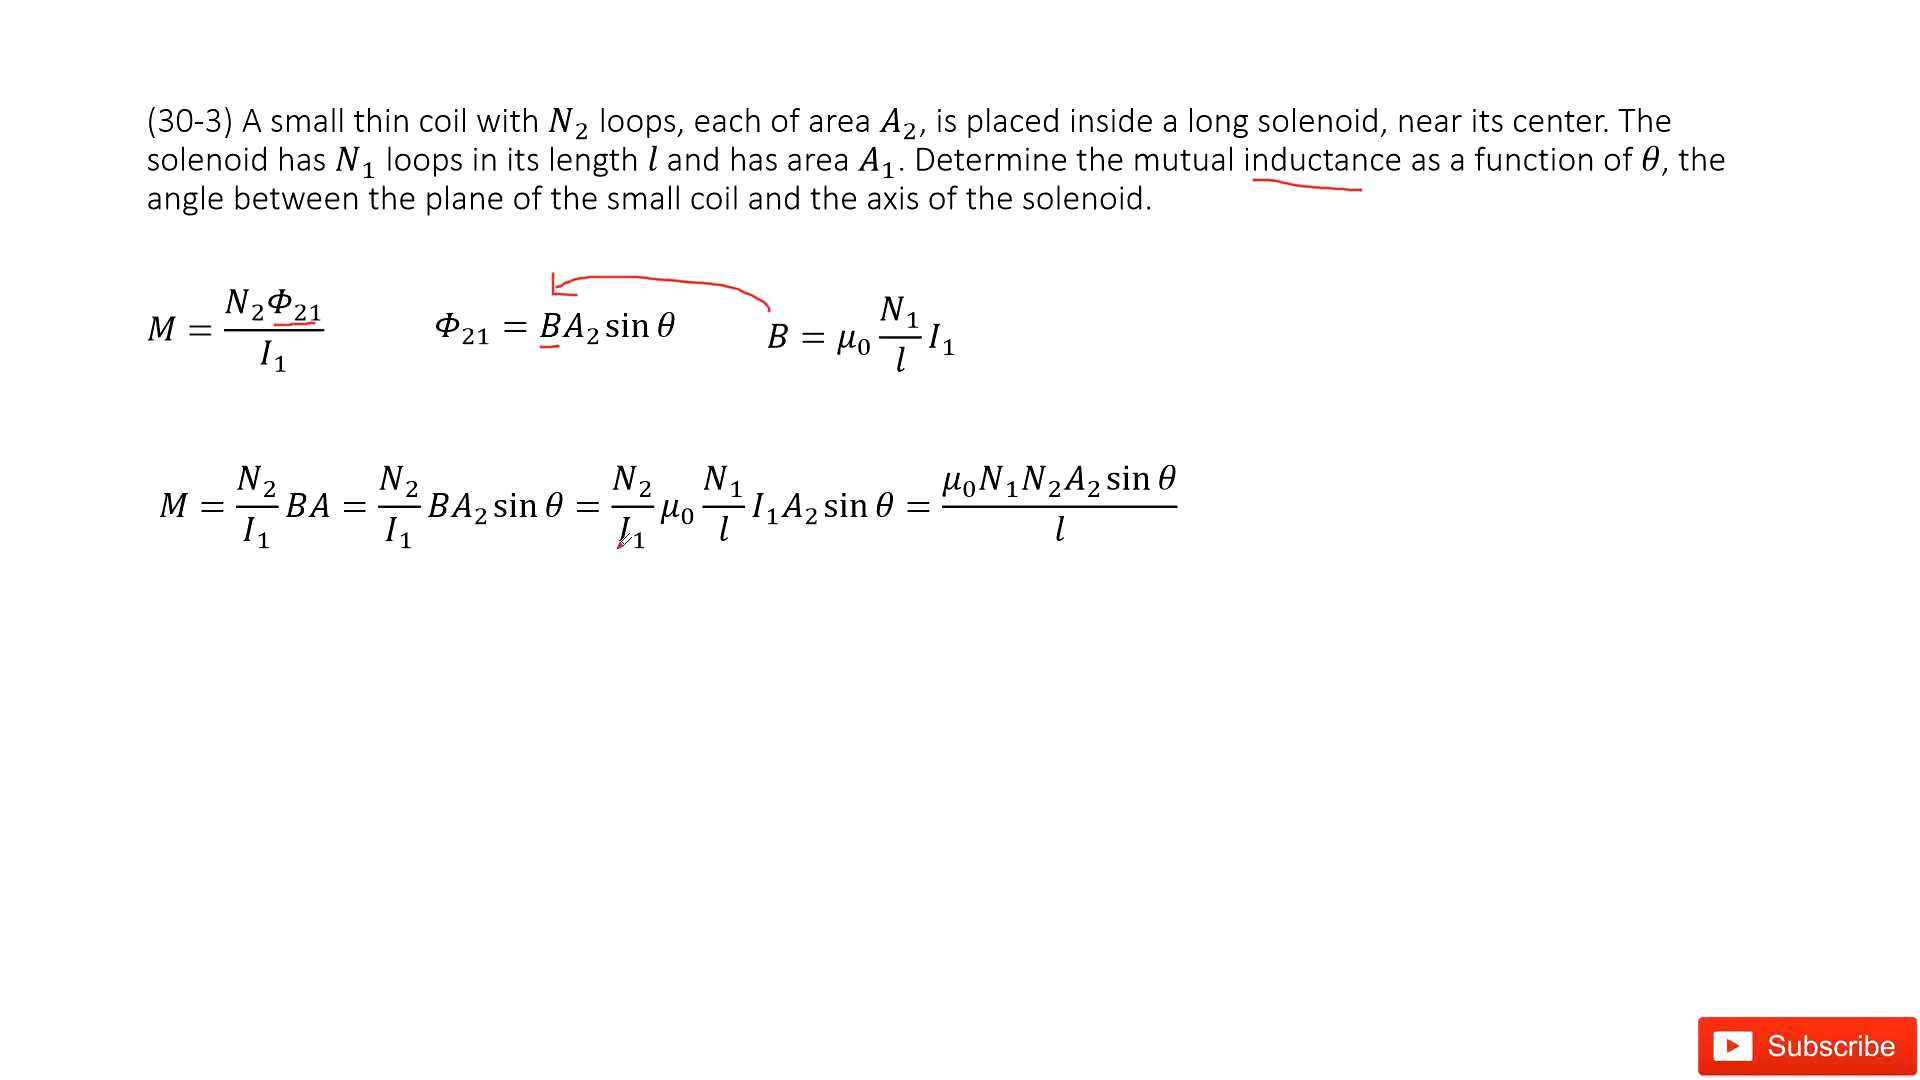 (30-3) A small thin coil with N₂ loops, each of area A₂, is placed inside a long solenoid, near its center. The
solenoid has N₁ loops in its length l and has area A₁. Determine the mutual inductance as a function of θ, the
angle between the plane of the small coil and the axis of the solenoid.
M = N₂Φ₂₁/I₁ Φ₂₁ = BA₂ sin θ B = μ₀ N₁/l I₁
M = N₂/I₁ BA = N₂/I₁ BA₂ sin θ = N₂/I₁ μ₀ N₁/l I₁A₂ sin θ = μ₀N₁N₂A₂ sin θ/l
Subscribe